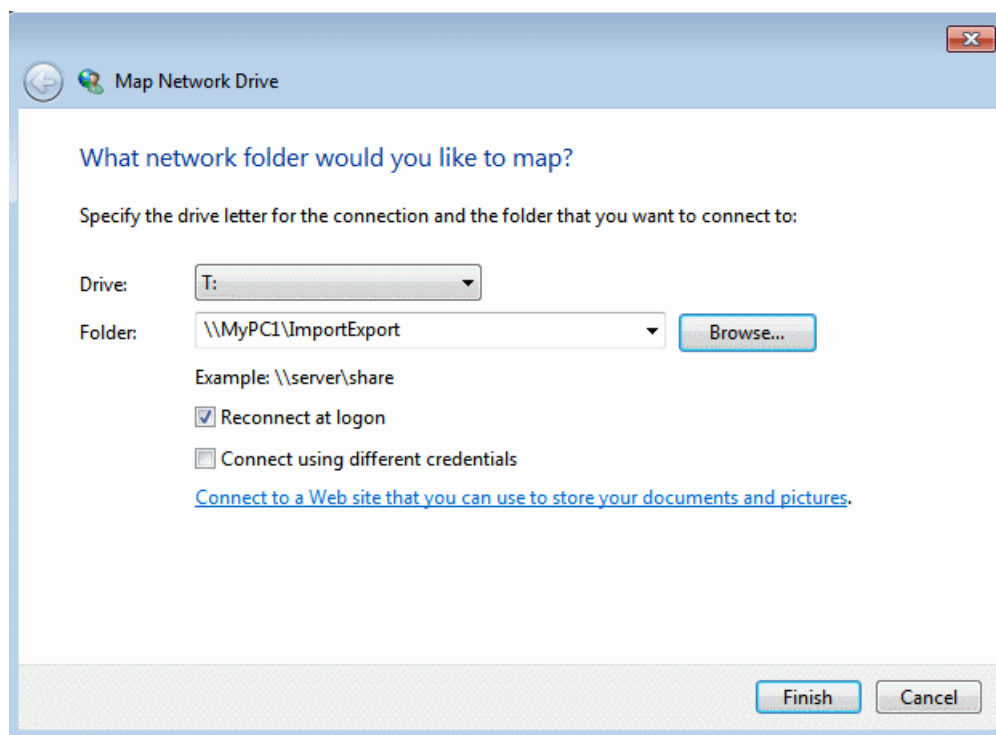 Map Network Drive
What network folder would you like to map?
Specify the drive letter for the connection and the folder that you want to connect to:
Drive: T:
Folder: \\MyPC1\ImportExport Browse...
Example: \\server\share
Reconnect at logon
Connect using different credentials
Connect to a Web site that you can use to store your documents and pictures.
Finish Cancel